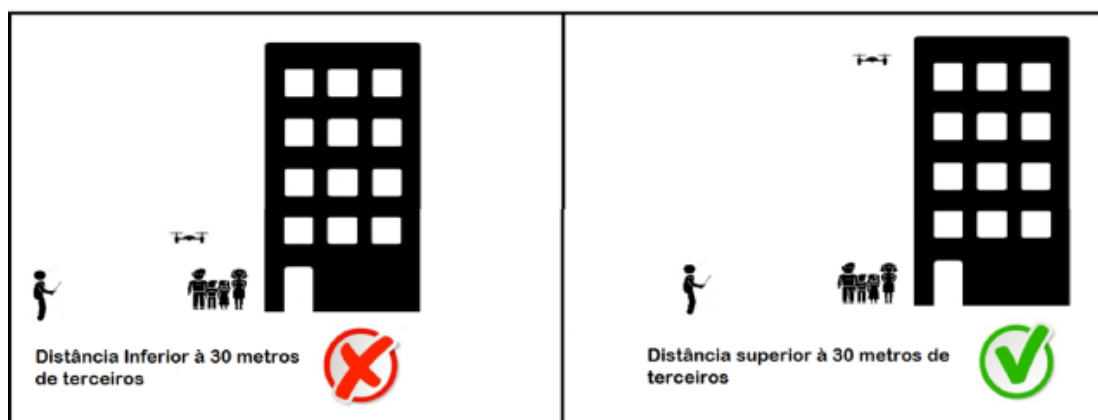 Distância Inferior à 30 metros
de terceiros
Distância superior à 30 metros de
terceiros